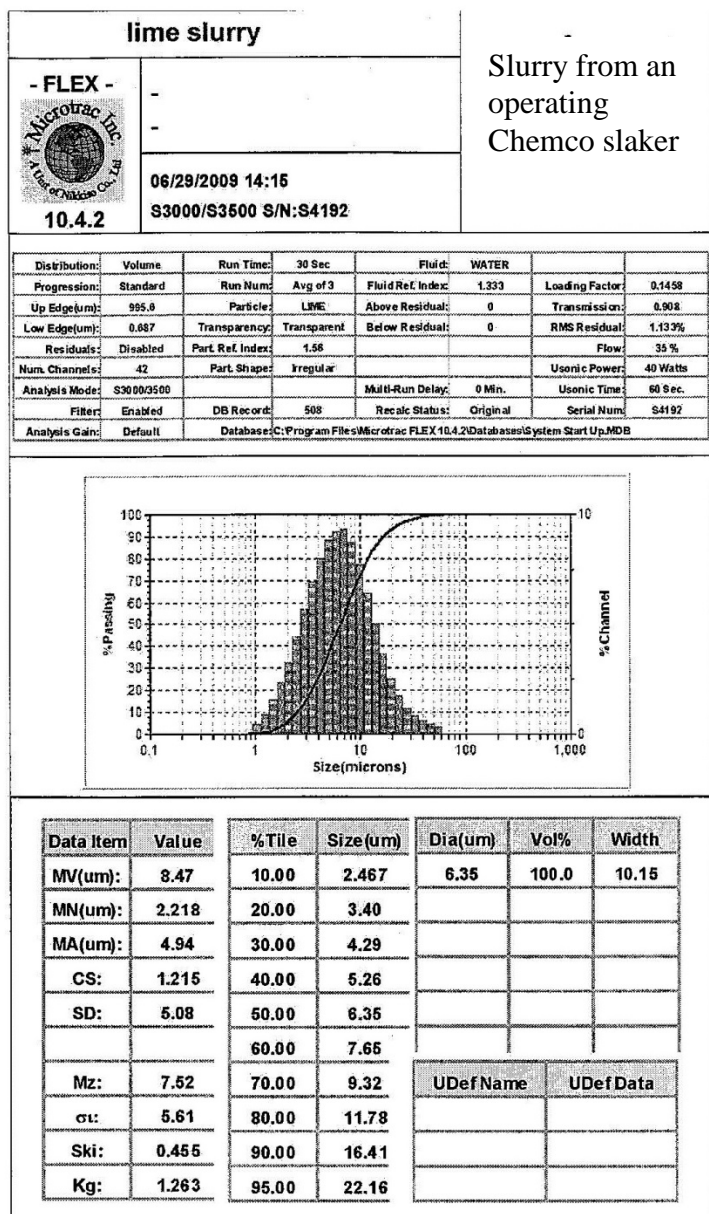 lime slurry
- FLEX -
Microtrac Inc.
A Unit of Nikkiso Co., Ltd
10.4.2
-
-
06/29/2009 14:15
S3000/S3500 S/N:S4192
-
Slurry from an
operating
Chemco slaker
Distribution: Volume Run Time: 30 Sec Fluid: WATER
Progression: Standard Run Num: Avg of 3 Fluid Ref. Index: 1.333 Loading Factor: 0.1458
Up Edge(um): 995.6 Particle: LIME Above Residual: 0 Transmission: 0.908
Low Edge(um): 0.687 Transparency: Transparent Below Residual: 0 RMS Residual: 1.133%
Residuals: Disabled Part. Ref. Index: 1.56 Flow: 35 %
Num. Channels: 42 Part. Shape: Irregular Usonic Power: 40 Watts
Analysis Mode: S3000/3500 Multi-Run Delay: 0 Min. Usonic Time: 60 Sec.
Filter: Enabled DB Record: 508 Recalc Status: Original Serial Num: S4192
Analysis Gain: Default Database: C:\Program Files\Microtrac FLEX 10.4.2\Databases\System Start Up.MDB
%Passing
100
90
80
70
60
50
40
30
20
10
0
10
0
%Channel
0.1 1 10 100 1,000
Size(microns)
Data Item Value
MV(um): 8.47
MN(um): 2.218
MA(um): 4.94
CS: 1.215
SD: 5.08
Mz: 7.52
σι: 5.61
Ski: 0.455
Kg: 1.263
%Tile Size(um)
10.00 2.467
20.00 3.40
30.00 4.29
40.00 5.26
50.00 6.35
60.00 7.65
70.00 9.32
80.00 11.78
90.00 16.41
95.00 22.16
Dia(um) Vol% Width
6.35 100.0 10.15
UDef Name UDef Data